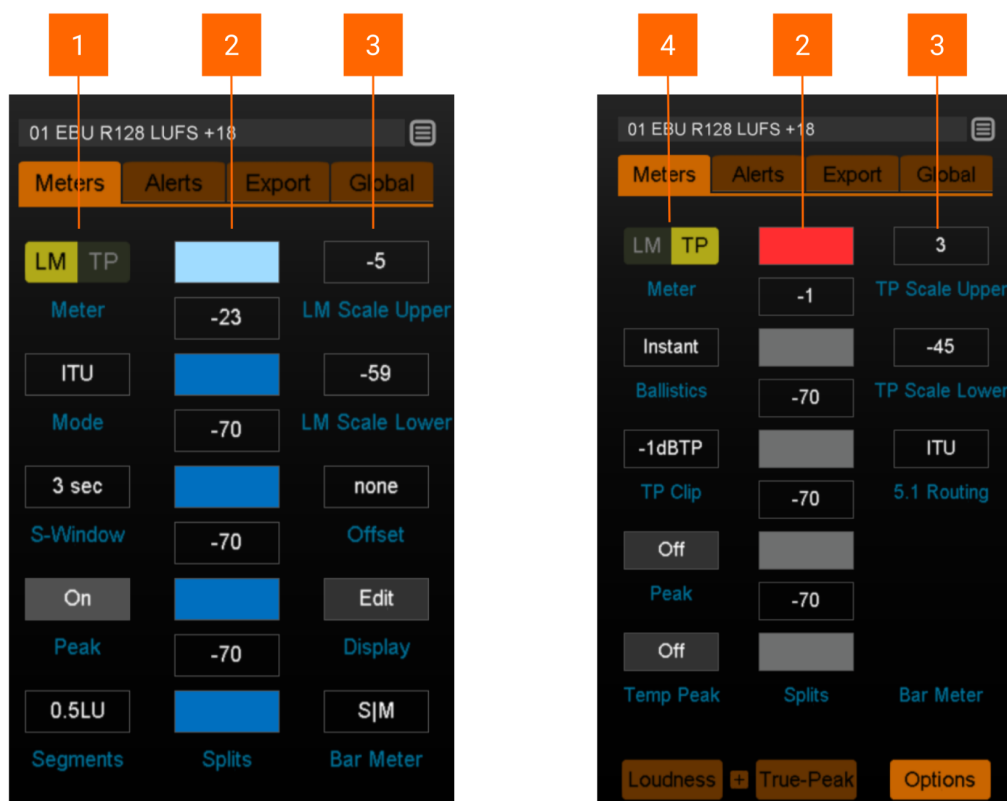 1
2
3
01 EBU R128 LUFS +18
Meters Alerts Export Global
LM TP -5
Meter -23 LM Scale Upper
ITU -59
Mode -70 LM Scale Lower
3 sec none
S-Window -70 Offset
On Edit
Peak -70 Display
0.5LU S|M
Segments Splits Bar Meter
4
2
3
01 EBU R128 LUFS +18
Meters Alerts Export Global
LM TP 3
Meter -1 TP Scale Upper
Instant -45
Ballistics -70 TP Scale Lower
-1dBTP ITU
TP Clip -70 5.1 Routing
Off
Peak -70
Off
Temp Peak Splits Bar Meter
Loudness + True-Peak Options